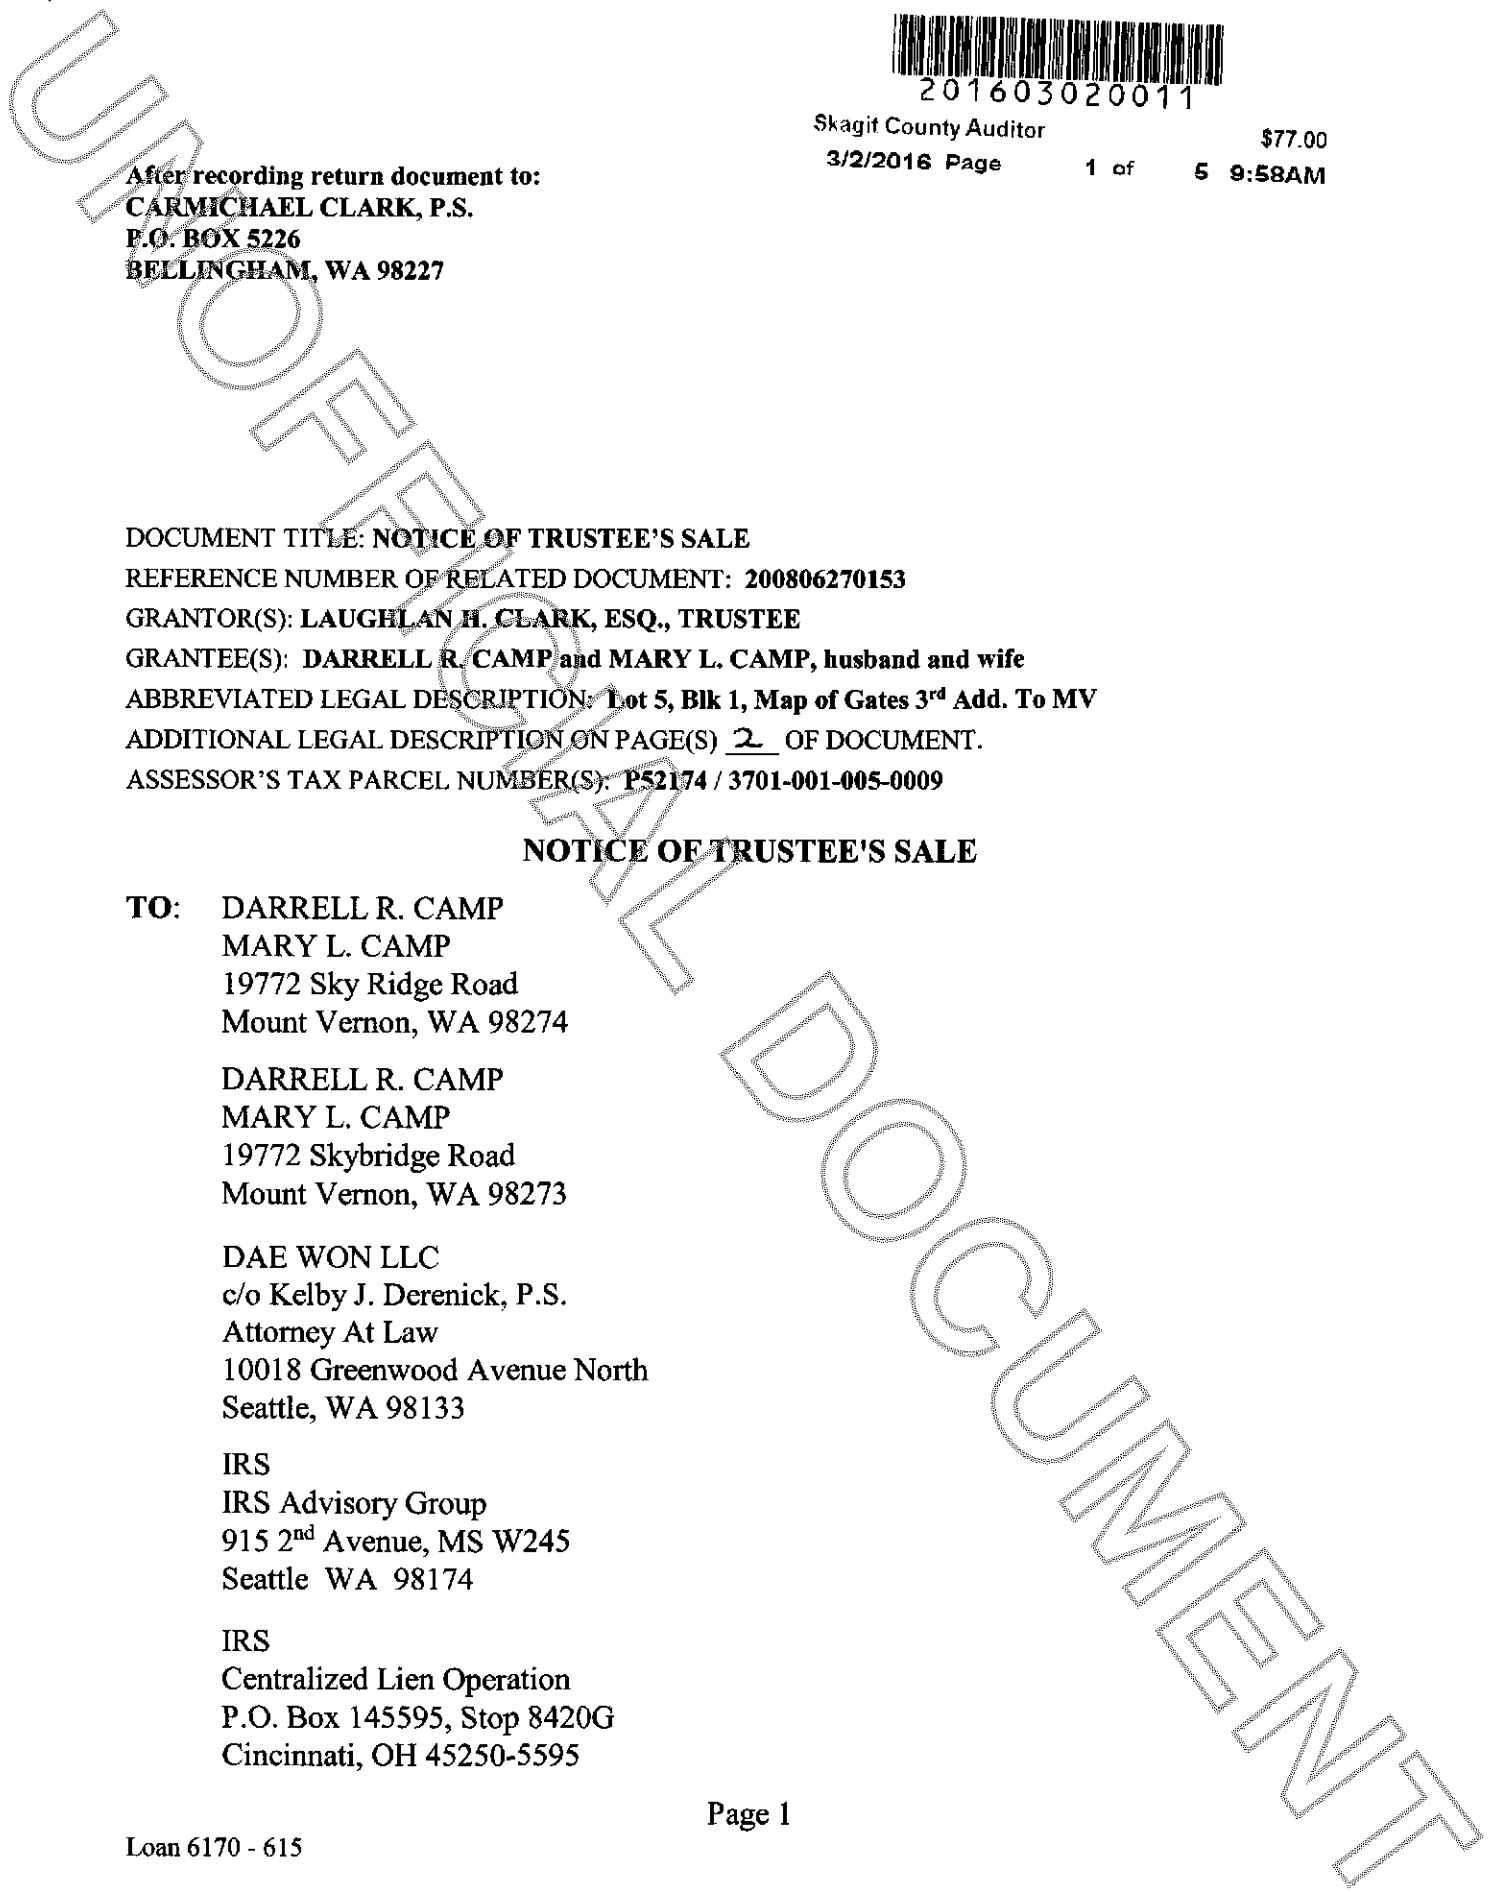 201603020011
Skagit County Auditor $77.00
3/2/2016 Page 1 of 5 9:58AM
After recording return document to:
CARMICHAEL CLARK, P.S.
P.O. BOX 5226
BELLINGHAM, WA 98227
DOCUMENT TITLE: NOTICE OF TRUSTEE'S SALE
REFERENCE NUMBER OF RELATED DOCUMENT: 200806270153
GRANTOR(S): LAUGHLAN H. CLARK, ESQ., TRUSTEE
GRANTEE(S): DARRELL R. CAMP and MARY L. CAMP, husband and wife
ABBREVIATED LEGAL DESCRIPTION: Lot 5, Blk 1, Map of Gates 3rd Add. To MV
ADDITIONAL LEGAL DESCRIPTION ON PAGE(S) 2 OF DOCUMENT.
ASSESSOR'S TAX PARCEL NUMBER(S): P52174 / 3701-001-005-0009
NOTICE OF TRUSTEE'S SALE
TO: DARRELL R. CAMP
MARY L. CAMP
19772 Sky Ridge Road
Mount Vernon, WA 98274
DARRELL R. CAMP
MARY L. CAMP
19772 Skybridge Road
Mount Vernon, WA 98273
DAE WON LLC
c/o Kelby J. Derenick, P.S.
Attorney At Law
10018 Greenwood Avenue North
Seattle, WA 98133
IRS
IRS Advisory Group
915 2nd Avenue, MS W245
Seattle WA 98174
IRS
Centralized Lien Operation
P.O. Box 145595, Stop 8420G
Cincinnati, OH 45250-5595
Page 1
Loan 6170 - 615
UNOFFICIAL DOCUMENT